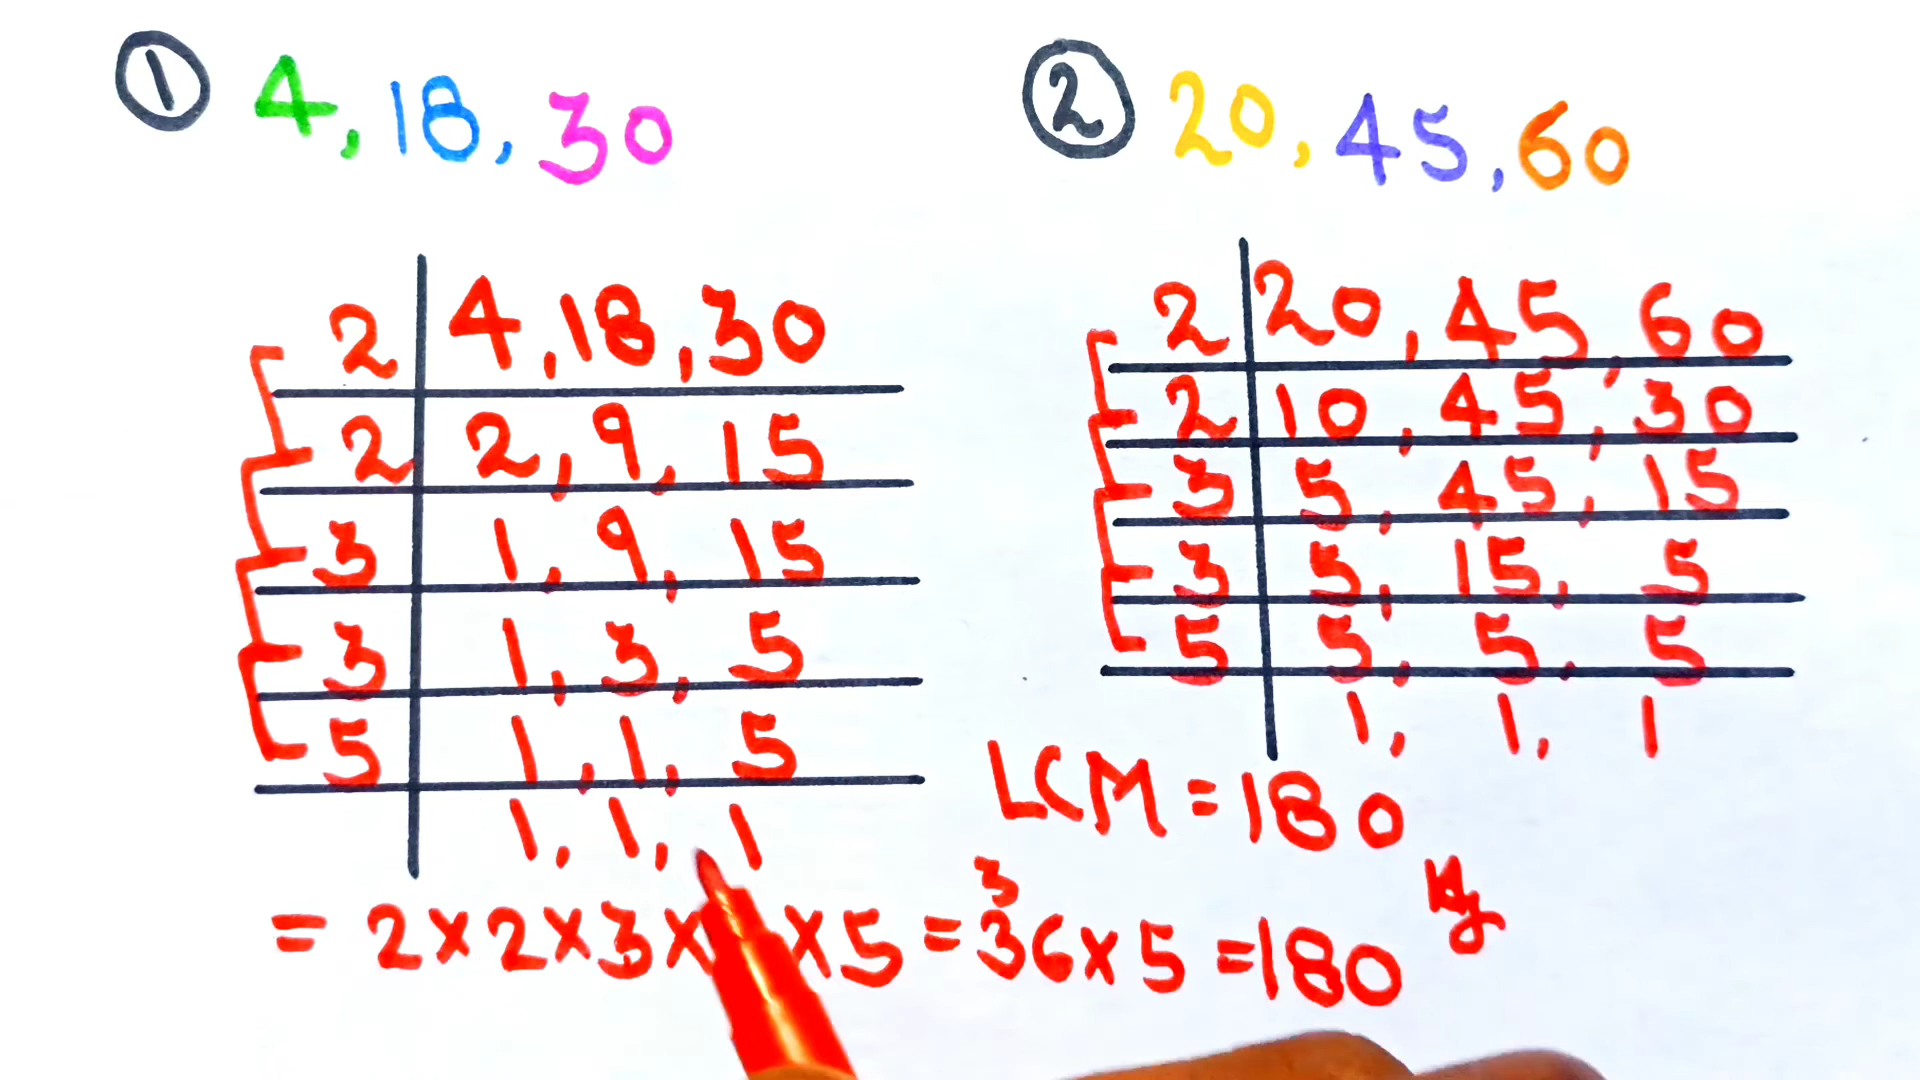 ① 4, 18, 30
2 4, 18, 30
2 2, 9, 15
3 1, 9, 15
3 1, 3, 5
5 1, 1, 5
1, 1, 1
② 20, 45, 60
2 20, 45, 60
2 10, 45, 30
3 5, 45, 15
3 5, 15, 5
5 5, 5, 5
1, 1, 1
LCM = 180
3
= 2×2×3× ×5 = 36×5 = 180